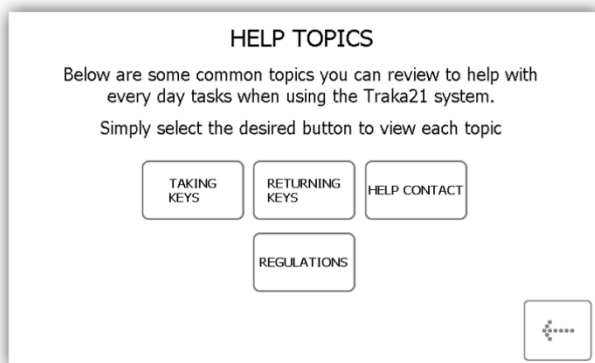 HELP TOPICS
Below are some common topics you can review to help with
every day tasks when using the Traka21 system.
Simply select the desired button to view each topic
TAKING
KEYS
RETURNING
KEYS
HELP CONTACT
REGULATIONS